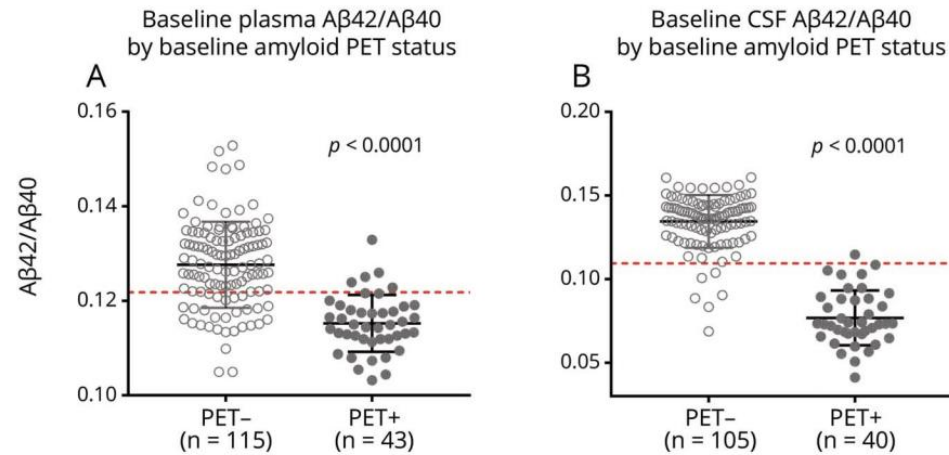 Baseline plasma Aβ42/Aβ40
by baseline amyloid PET status
A
Aβ42/Aβ40
0.16
0.14
0.12
0.10
p < 0.0001
PET–
(n = 115)
PET+
(n = 43)
Baseline CSF Aβ42/Aβ40
by baseline amyloid PET status
B
0.20
0.15
0.10
0.05
p < 0.0001
PET–
(n = 105)
PET+
(n = 40)